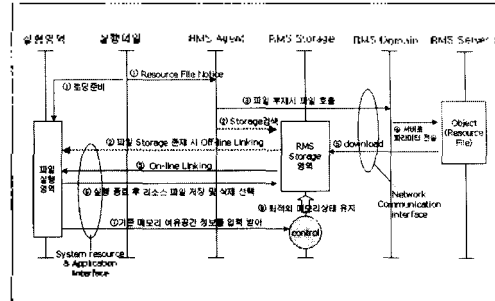 실행영역 실행파일 RMS Agent RMS Storage RMS Domain RMS Server
① Resource File Notice
① 로딩준비
③ 파일 부재시 파일 호출
② Storage검색
④ 서버로
파라미터 전송
Object
(Resource
File)
② 파일 Storage 존재 시 Off-line Linking
⑤ download
RMS
Storage
영역
⑤ On-line Linking
파일
실행
영역
⑥ 실행 종료 후 리소스 파일 저장 및 삭제 선택
Network
Communication
interface
⑧ 최적의 메모리상태 유지
⑦기존 메모리 여유공간 정보를 입력 받아
control
System resource
& Application
Interface